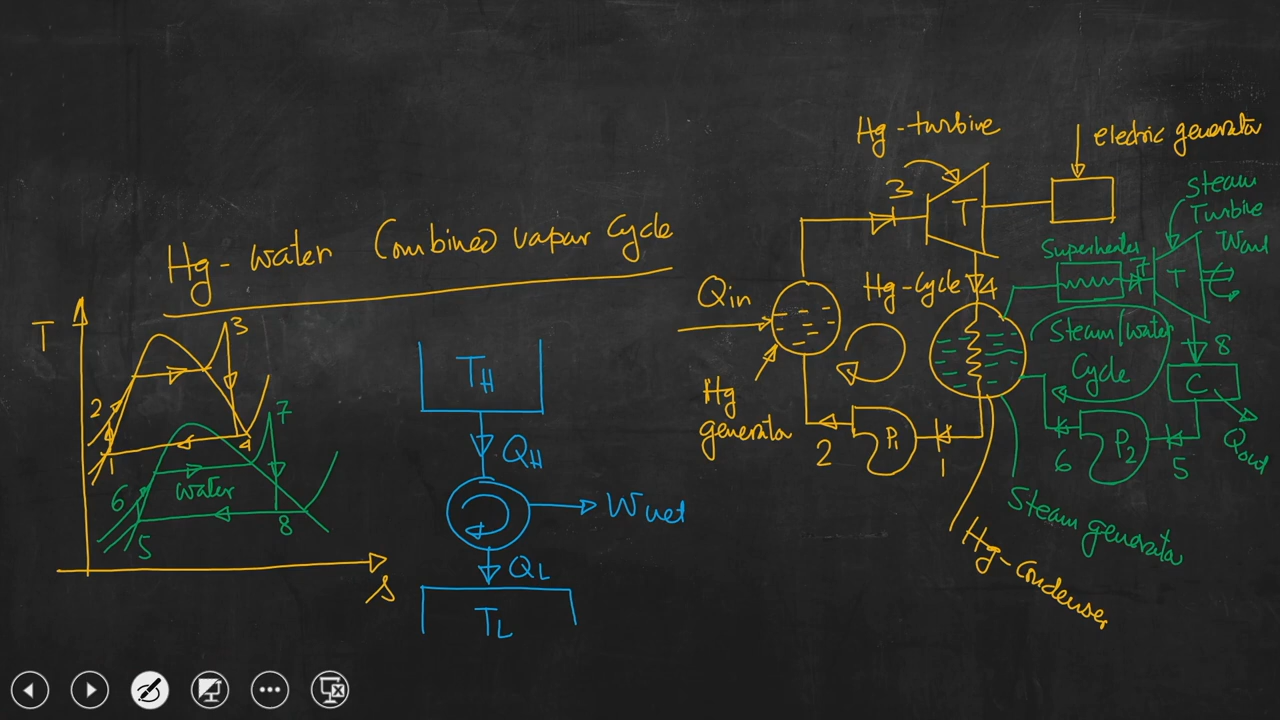 Hg - water Combined vapar Cycle
T
3
2
4
1
7
water
6
8
5
s
TH
QH
Wnet
QL
TL
Hg - turbine
electric generator
3
T
Steam
Turbine
Wout
Superheater
7
T
Qin
Hg - Cycle
4
Steam/water
Cycle
8
C
Hg
generator
P1
2
1
P2
6
5
Qout
Steam generator
Hg - Condenser